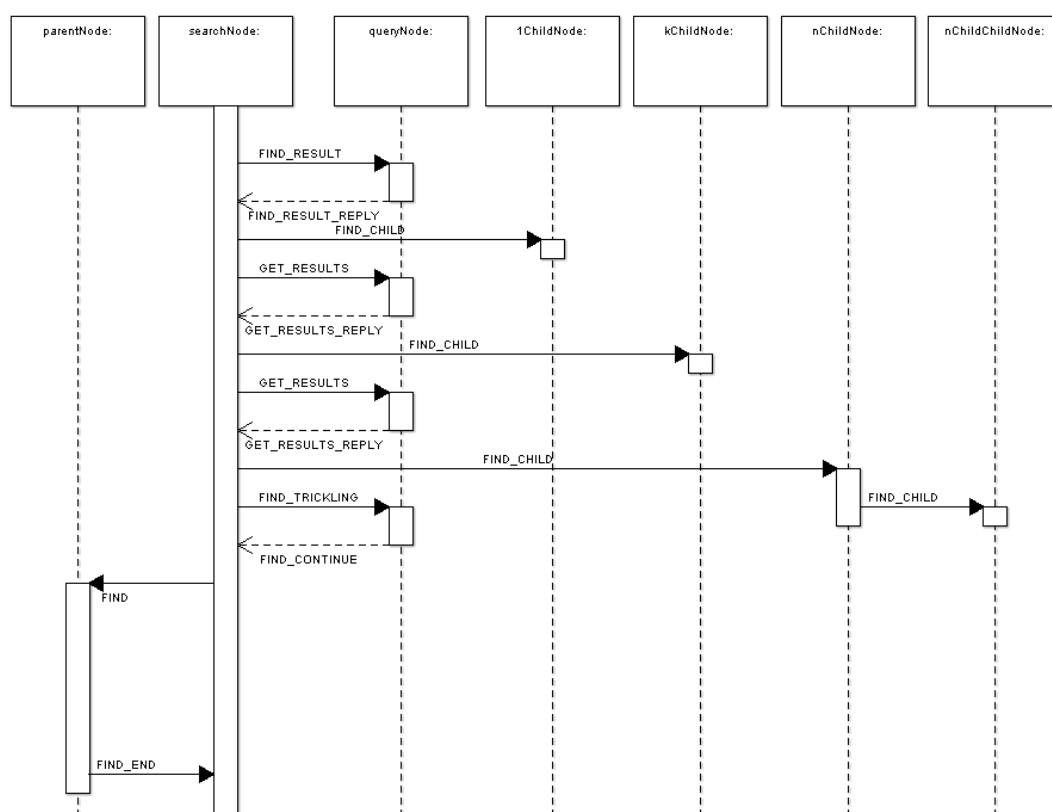 parentNode:
searchNode:
queryNode:
1ChildNode:
kChildNode:
nChildNode:
nChildChildNode:
FIND_RESULT
FIND_RESULT_REPLY
FIND_CHILD
GET_RESULTS
GET_RESULTS_REPLY
FIND_CHILD
GET_RESULTS
GET_RESULTS_REPLY
FIND_CHILD
FIND_TRICKLING
FIND_CHILD
FIND_CONTINUE
FIND
FIND_END